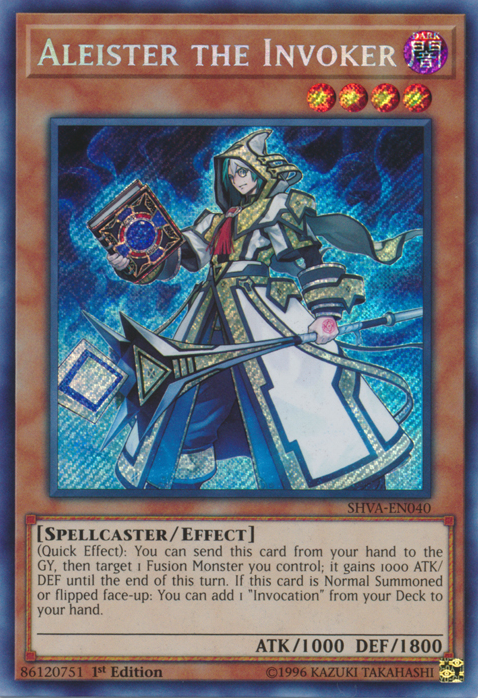 ALEISTER THE INVOKER
DARK
闇
SHVA-EN040
[SPELLCASTER/EFFECT]
(Quick Effect): You can send this card from your hand to the
GY, then target 1 Fusion Monster you control; it gains 1000 ATK/
DEF until the end of this turn. If this card is Normal Summoned
or flipped face-up: You can add 1 "Invocation" from your Deck to
your hand.
ATK/1000 DEF/1800
86120751 1st Edition ©1996 KAZUKI TAKAHASHI